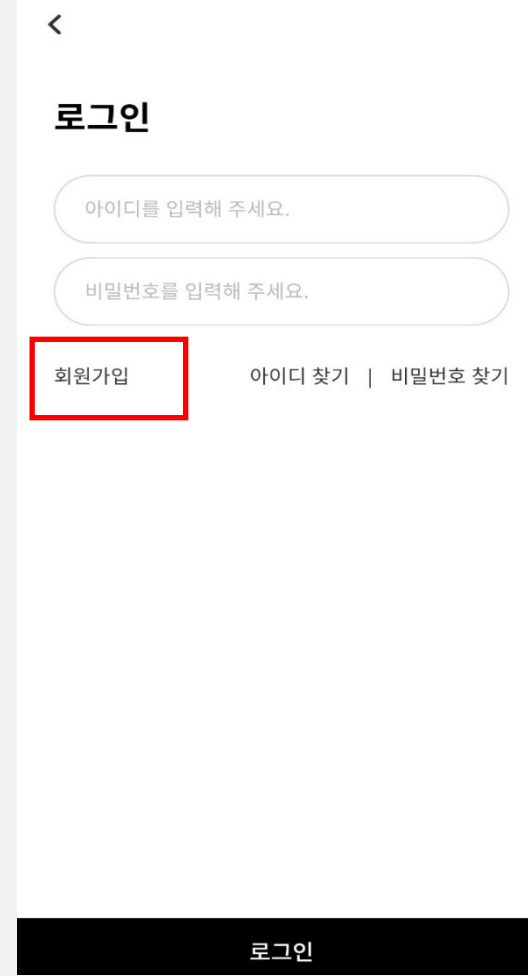 로그인
아이디를 입력해 주세요.
비밀번호를 입력해 주세요.
회원가입 아이디 찾기 | 비밀번호 찾기
로그인